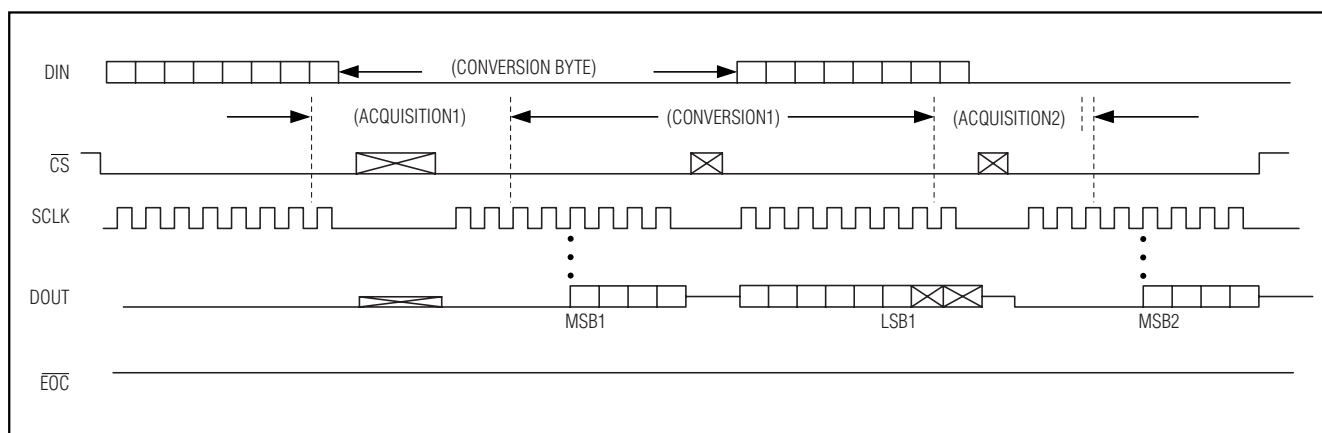 DIN
(CONVERSION BYTE)
(ACQUISITION1)
(CONVERSION1)
(ACQUISITION2)
CS
SCLK
DOUT
MSB1
LSB1
MSB2
EOC